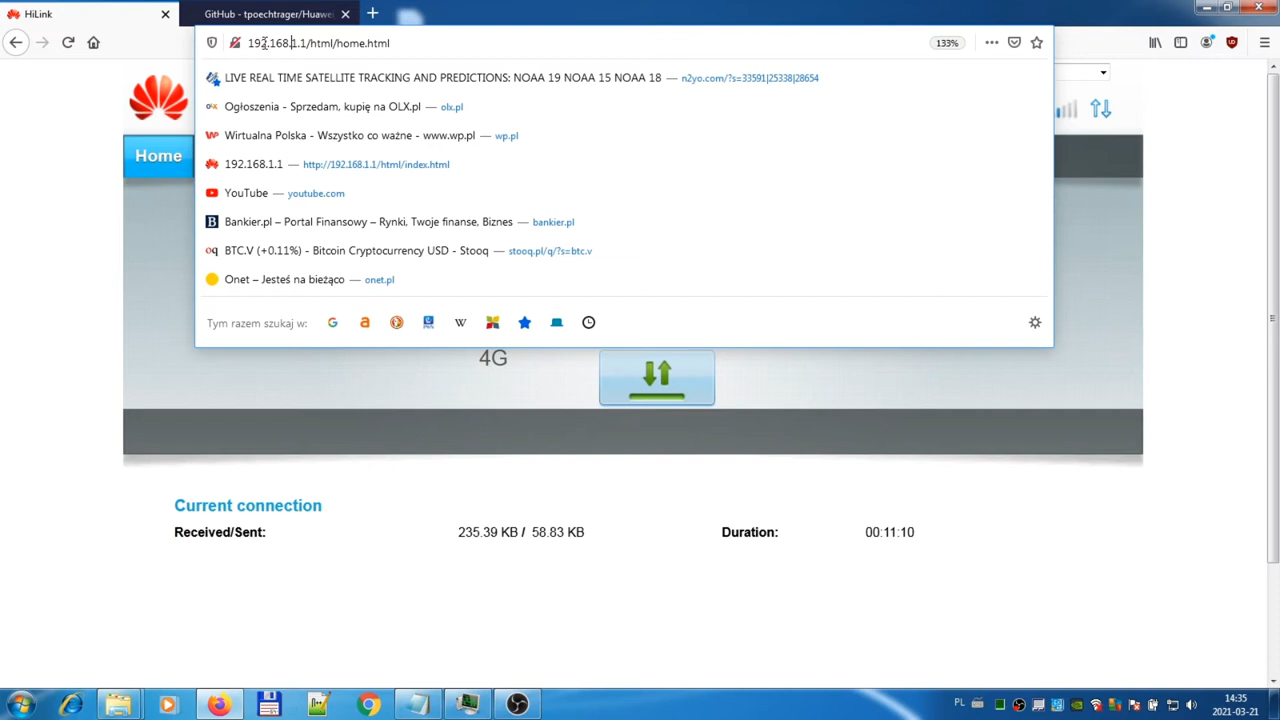 HiLink
GitHub - tpoechtrager/Huawei
192.168.1.1/html/home.html
133%
LIVE REAL TIME SATELLITE TRACKING AND PREDICTIONS: NOAA 19 NOAA 15 NOAA 18 — n2yo.com/?s=33591|25338|28654
Ogłoszenia - Sprzedam, kupię na OLX.pl — olx.pl
Wirtualna Polska - Wszystko co ważne - www.wp.pl — wp.pl
192.168.1.1 — http://192.168.1.1/html/index.html
YouTube — youtube.com
Bankier.pl – Portal Finansowy – Rynki, Twoje finanse, Biznes — bankier.pl
BTC.V (+0.11%) - Bitcoin Cryptocurrency USD - Stooq — stooq.pl/q/?s=btc.v
Onet – Jesteś na bieżąco — onet.pl
Tym razem szukaj w:
Home
4G
Current connection
Received/Sent: 235.39 KB / 58.83 KB Duration: 00:11:10
PL
14:35
2021-03-21